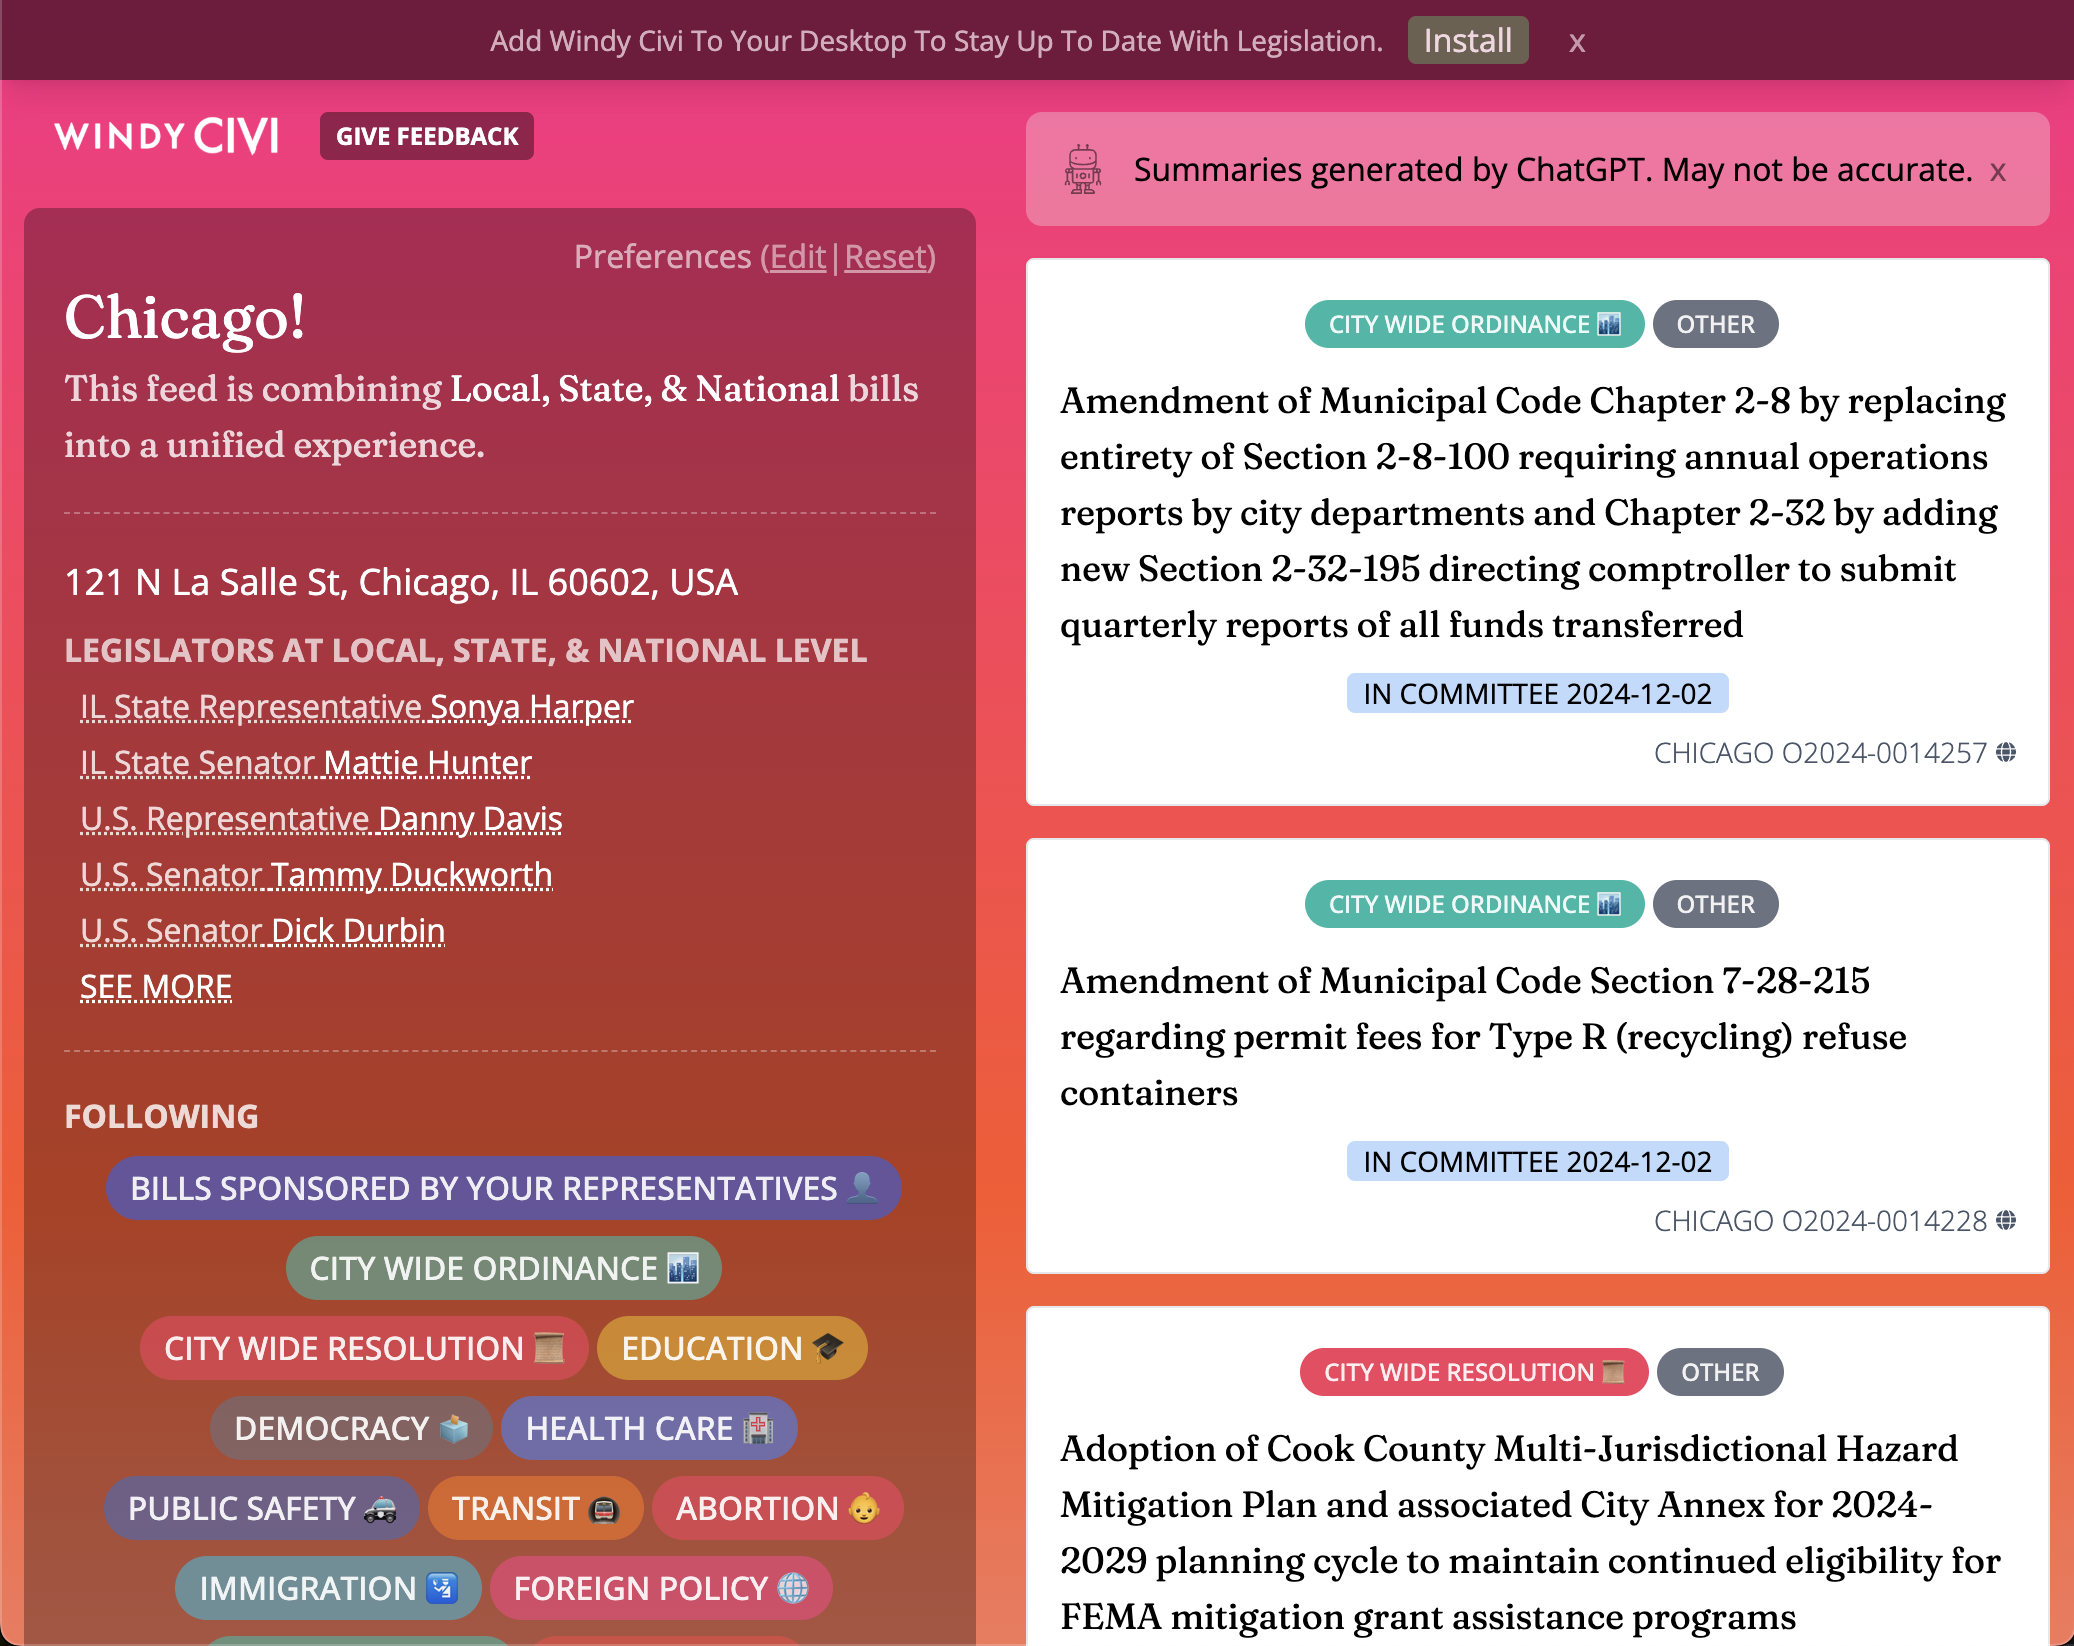 Add Windy Civi To Your Desktop To Stay Up To Date With Legislation. Install x
WINDY CIVI
GIVE FEEDBACK
Preferences (Edit|Reset)
Chicago!
This feed is combining Local, State, & National bills
into a unified experience.
121 N La Salle St, Chicago, IL 60602, USA
LEGISLATORS AT LOCAL, STATE, & NATIONAL LEVEL
IL State Representative Sonya Harper
IL State Senator Mattie Hunter
U.S. Representative Danny Davis
U.S. Senator Tammy Duckworth
U.S. Senator Dick Durbin
SEE MORE
FOLLOWING
BILLS SPONSORED BY YOUR REPRESENTATIVES 👤
CITY WIDE ORDINANCE 🏙️
CITY WIDE RESOLUTION 📜 EDUCATION 🎓
DEMOCRACY 🗳️ HEALTH CARE 🏥
PUBLIC SAFETY 🚓 TRANSIT 🚇 ABORTION 👶
IMMIGRATION 🛂 FOREIGN POLICY 🌐
Summaries generated by ChatGPT. May not be accurate. x
CITY WIDE ORDINANCE 🏙️ OTHER
Amendment of Municipal Code Chapter 2-8 by replacing
entirety of Section 2-8-100 requiring annual operations
reports by city departments and Chapter 2-32 by adding
new Section 2-32-195 directing comptroller to submit
quarterly reports of all funds transferred
IN COMMITTEE 2024-12-02
CHICAGO O2024-0014257
CITY WIDE ORDINANCE 🏙️ OTHER
Amendment of Municipal Code Section 7-28-215
regarding permit fees for Type R (recycling) refuse
containers
IN COMMITTEE 2024-12-02
CHICAGO O2024-0014228
CITY WIDE RESOLUTION 📜 OTHER
Adoption of Cook County Multi-Jurisdictional Hazard
Mitigation Plan and associated City Annex for 2024-
2029 planning cycle to maintain continued eligibility for
FEMA mitigation grant assistance programs